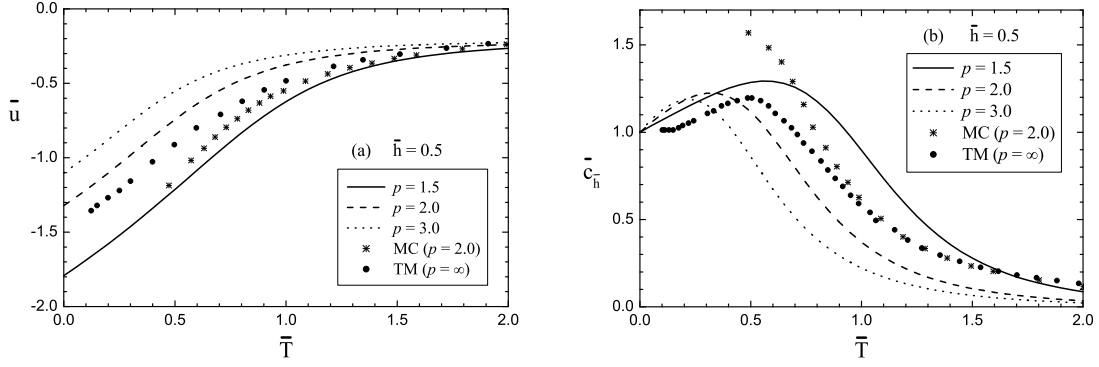 0.0
-0.5
-1.0
-1.5
-2.0
ū
(a) h̄ = 0.5
p = 1.5
p = 2.0
p = 3.0
MC (p = 2.0)
TM (p = ∞)
0.0 0.5 1.0 1.5 2.0
T̄
1.5
1.0
0.5
0.0
c̄h̄
(b) h̄ = 0.5
p = 1.5
p = 2.0
p = 3.0
MC (p = 2.0)
TM (p = ∞)
0.0 0.5 1.0 1.5 2.0
T̄